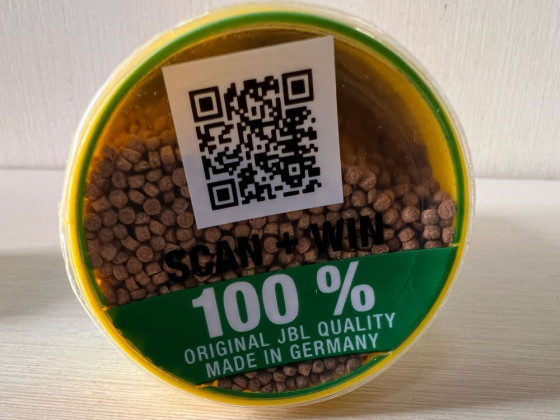 SCAN + WIN
100 %
ORIGINAL JBL QUALITY
MADE IN GERMANY